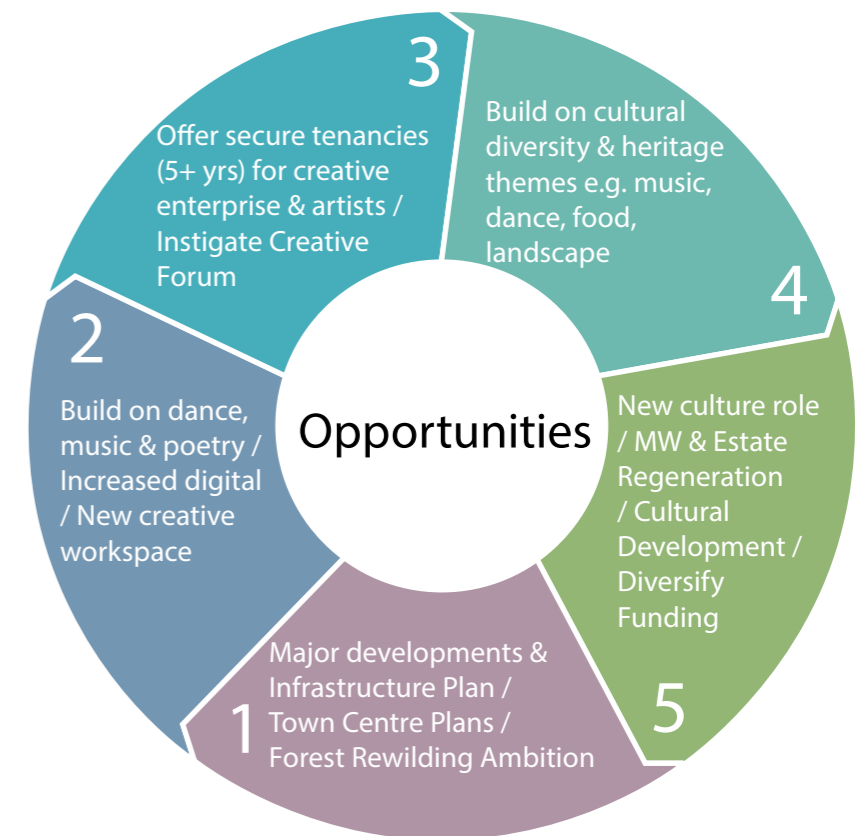 Opportunities
1
Major developments &
Infrastructure Plan /
Town Centre Plans /
Forest Rewilding Ambition
2
Build on dance,
music & poetry /
Increased digital
/ New creative
workspace
3
Offer secure tenancies
(5+ yrs) for creative
enterprise & artists /
Instigate Creative
Forum
4
Build on cultural
diversity & heritage
themes e.g. music,
dance, food,
landscape
5
New culture role
/ MW & Estate
Regeneration
/ Cultural
Development /
Diversify
Funding